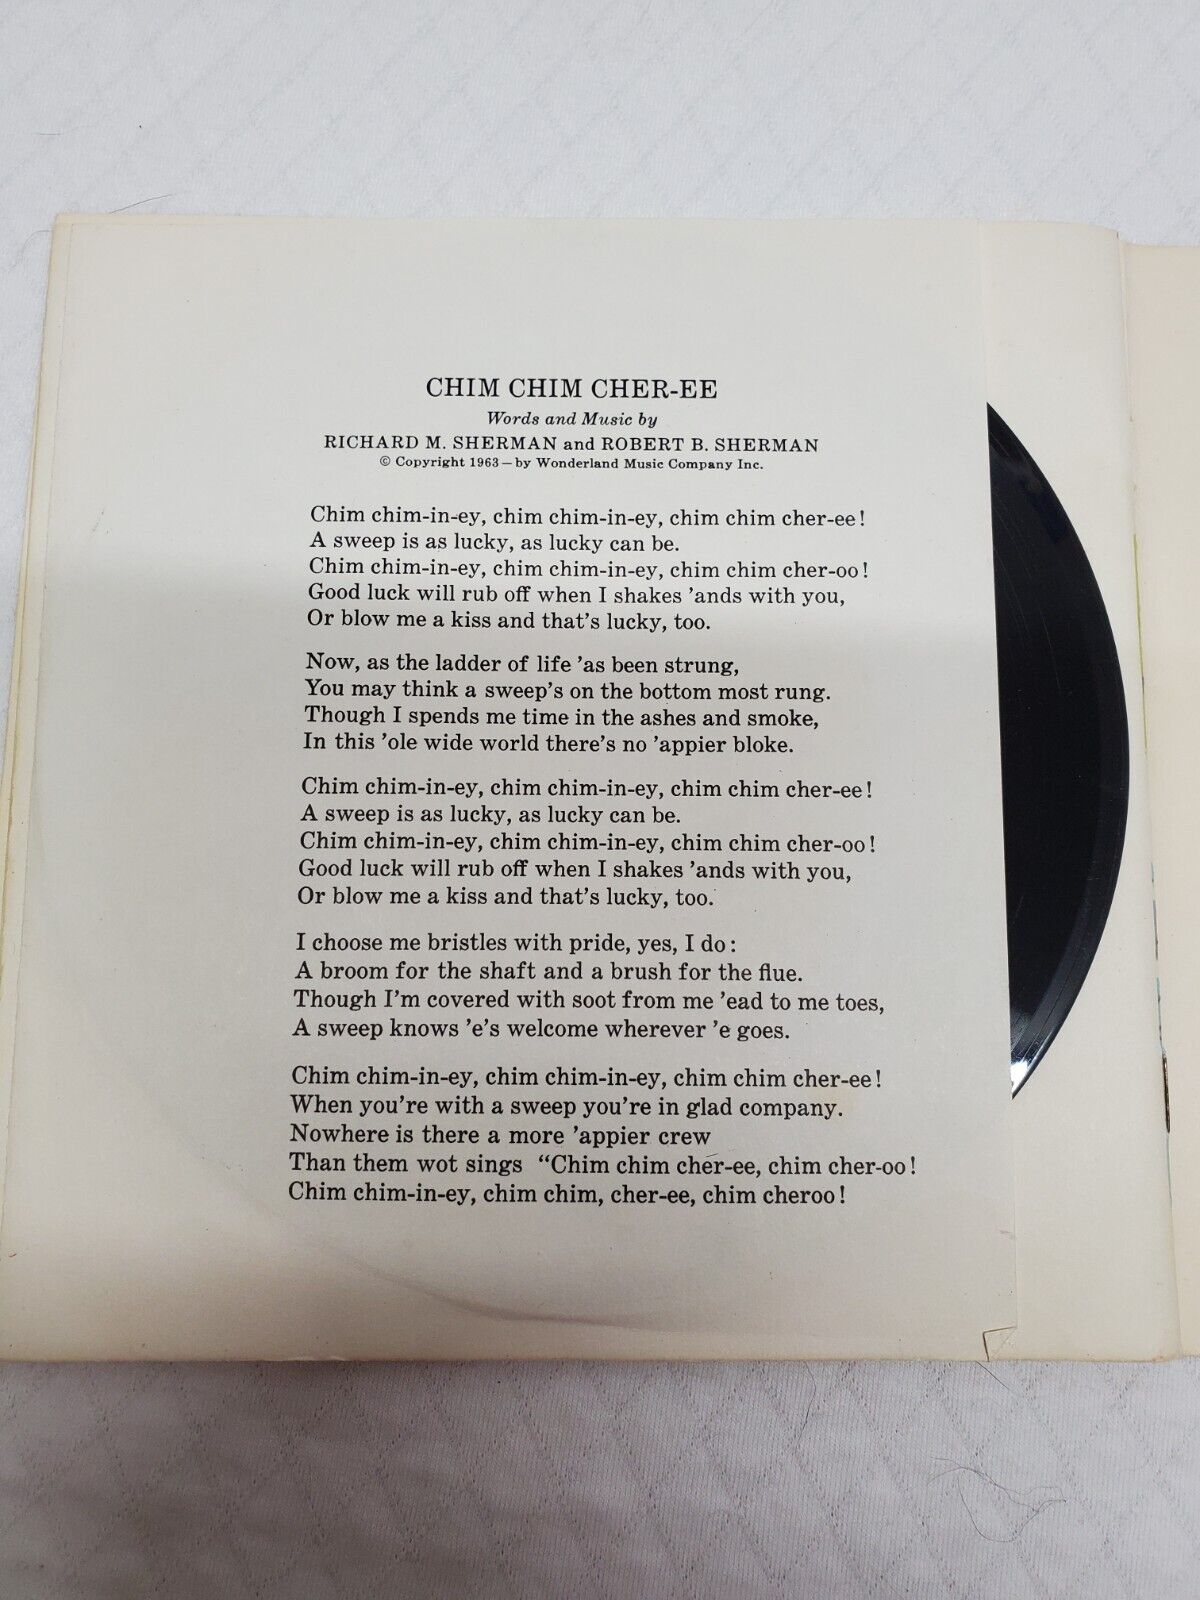 CHIM CHIM CHER-EE
Words and Music by
RICHARD M. SHERMAN and ROBERT B. SHERMAN
© Copyright 1963 – by Wonderland Music Company Inc.
Chim chim-in-ey, chim chim-in-ey, chim chim cher-ee!
A sweep is as lucky, as lucky can be.
Chim chim-in-ey, chim chim-in-ey, chim chim cher-oo!
Good luck will rub off when I shakes 'ands with you,
Or blow me a kiss and that's lucky, too.
Now, as the ladder of life 'as been strung,
You may think a sweep's on the bottom most rung.
Though I spends me time in the ashes and smoke,
In this 'ole wide world there's no 'appier bloke.
Chim chim-in-ey, chim chim-in-ey, chim chim cher-ee!
A sweep is as lucky, as lucky can be.
Chim chim-in-ey, chim chim-in-ey, chim chim cher-oo!
Good luck will rub off when I shakes 'ands with you,
Or blow me a kiss and that's lucky, too.
I choose me bristles with pride, yes, I do:
A broom for the shaft and a brush for the flue.
Though I'm covered with soot from me 'ead to me toes,
A sweep knows 'e's welcome wherever 'e goes.
Chim chim-in-ey, chim chim-in-ey, chim chim cher-ee!
When you're with a sweep you're in glad company.
Nowhere is there a more 'appier crew
Than them wot sings “Chim chim cher-ee, chim cher-oo!
Chim chim-in-ey, chim chim, cher-ee, chim cheroo!